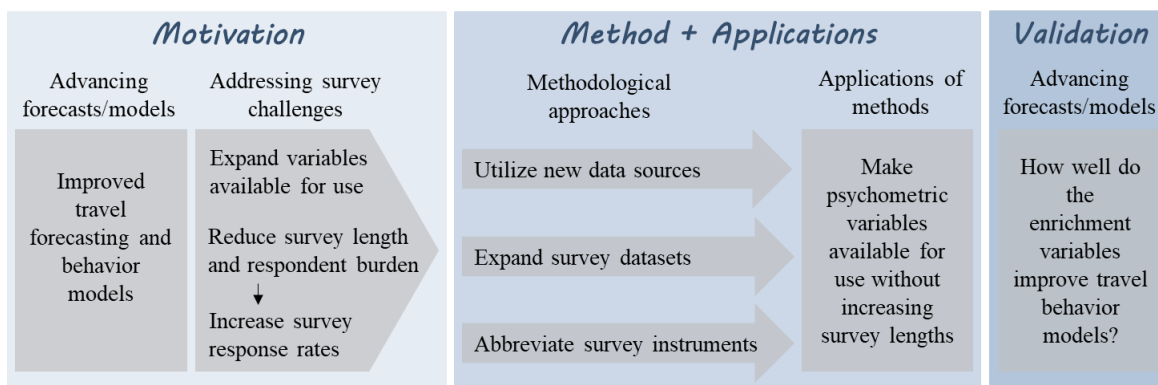 Motivation
Advancing
forecasts/models
Addressing survey
challenges
Improved
travel
forecasting and
behavior
models
Expand variables
available for use
Reduce survey length
and respondent burden
Increase survey
response rates
Method + Applications
Methodological
approaches
Applications of
methods
Utilize new data sources
Expand survey datasets
Abbreviate survey instruments
Make
psychometric
variables
available for
use without
increasing
survey lengths
Validation
Advancing
forecasts/models
How well do
the
enrichment
variables
improve travel
behavior
models?